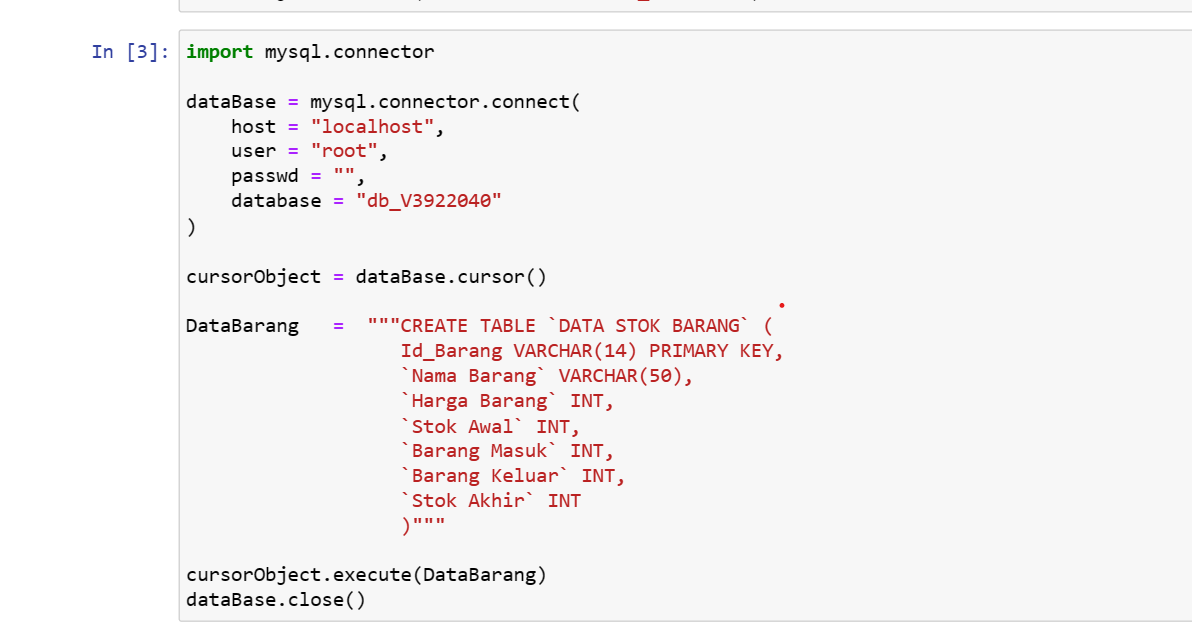 In [3]: import mysql.connector
dataBase = mysql.connector.connect(
    host = "localhost",
    user = "root",
    passwd = "",
    database = "db_V3922040"
)
cursorObject = dataBase.cursor()
DataBarang   =  """CREATE TABLE `DATA STOK BARANG` (
                   Id_Barang VARCHAR(14) PRIMARY KEY,
                   `Nama Barang` VARCHAR(50),
                   `Harga Barang` INT,
                   `Stok Awal` INT,
                   `Barang Masuk` INT,
                   `Barang Keluar` INT,
                   `Stok Akhir` INT
                   )"""
cursorObject.execute(DataBarang)
dataBase.close()